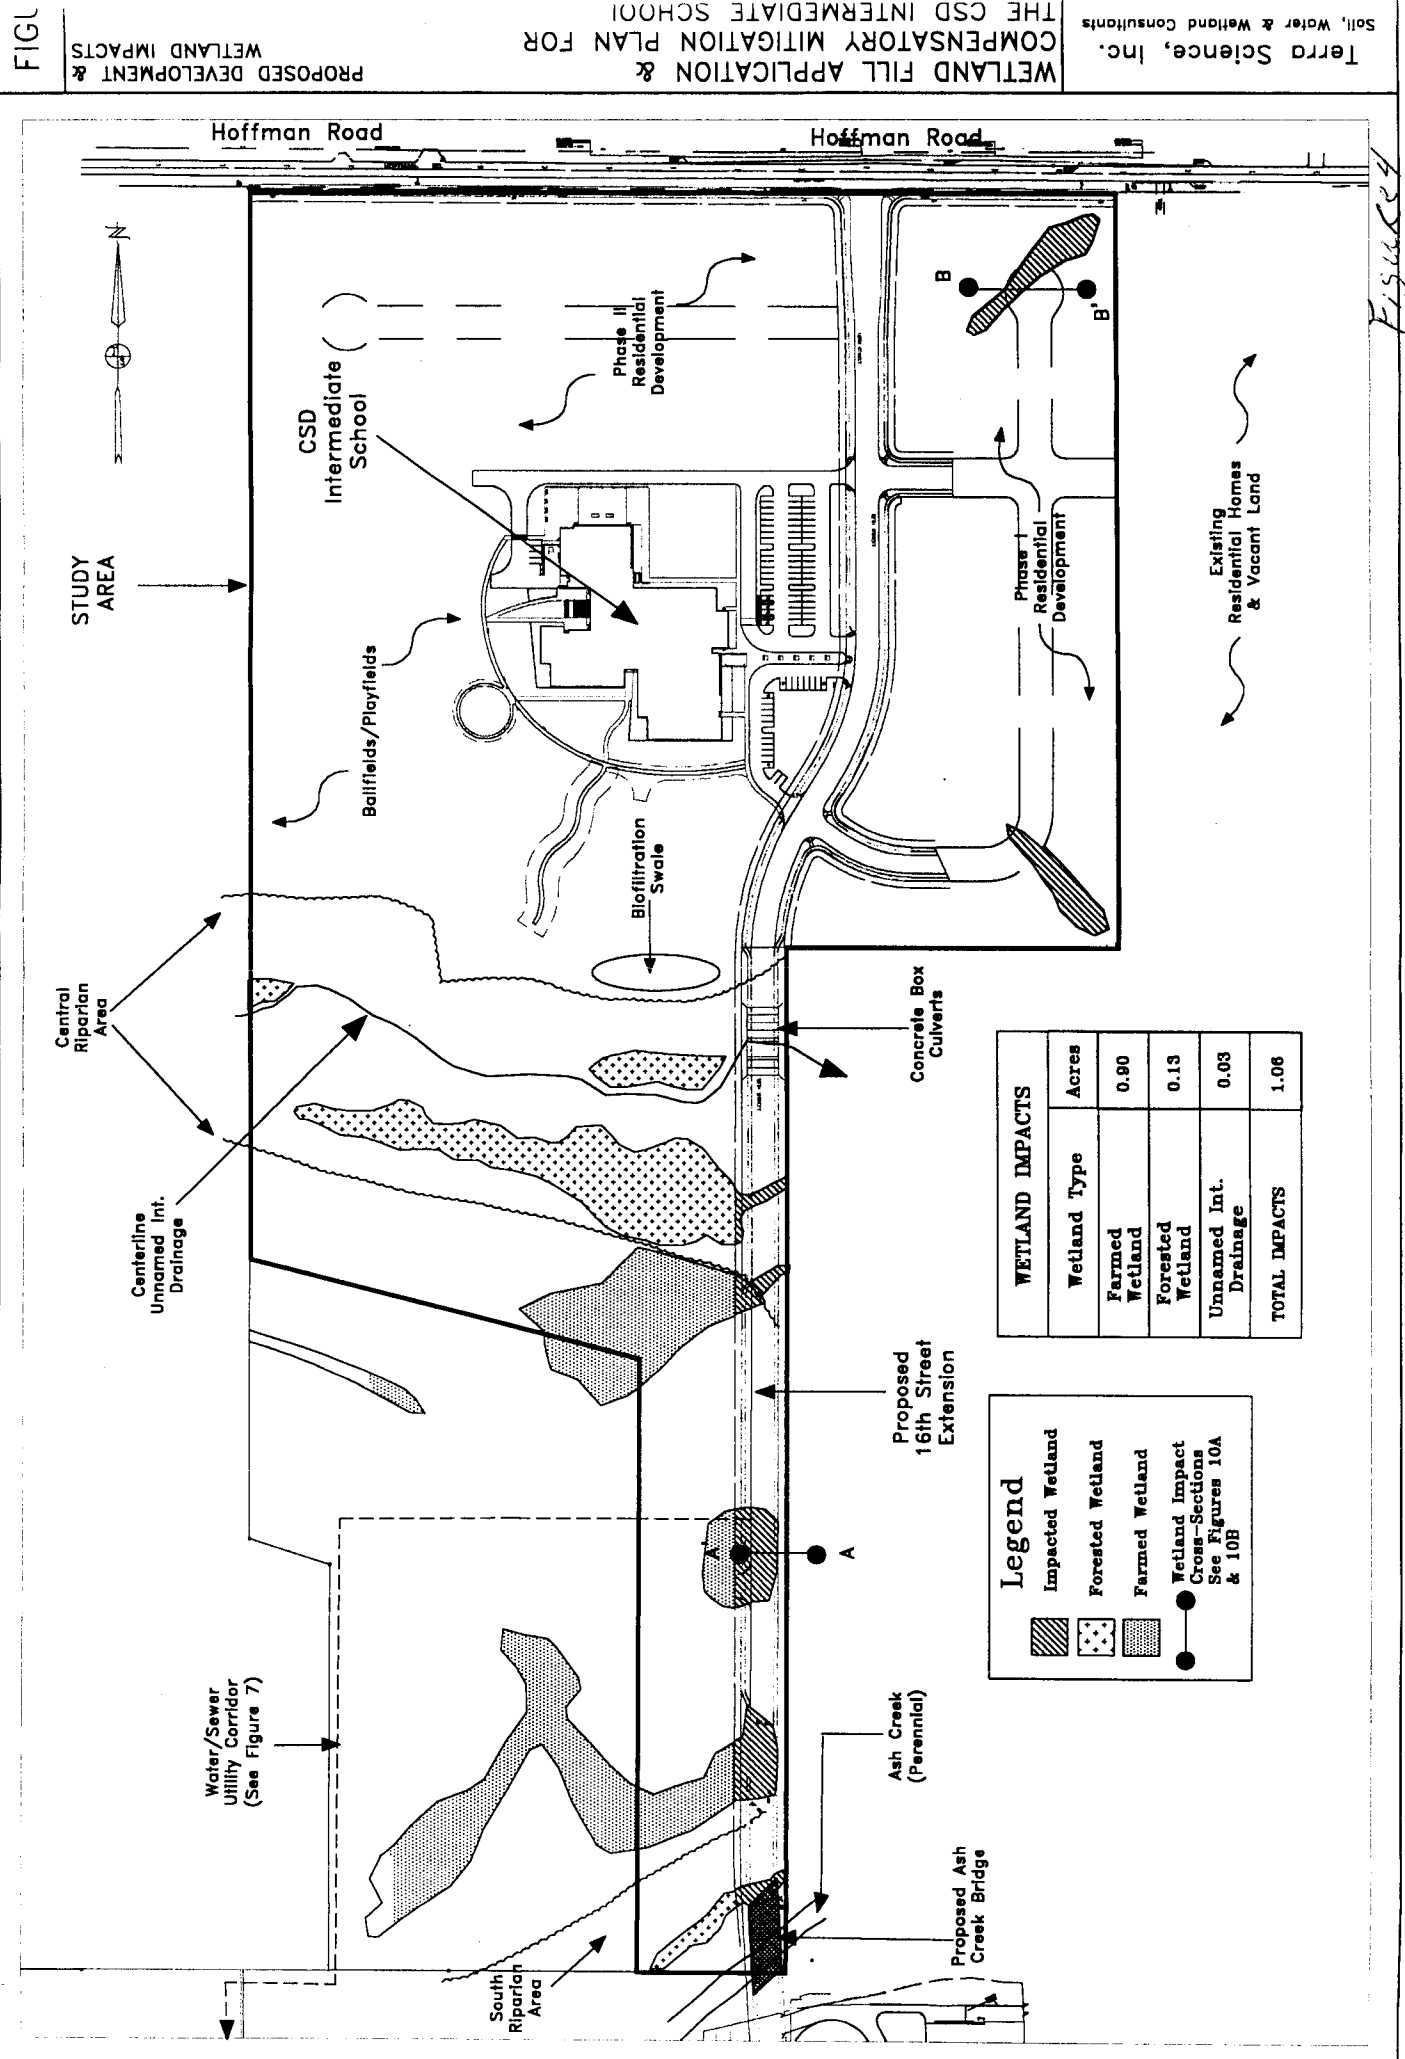 FIGU
PROPOSED DEVELOPMENT &
WETLAND IMPACTS
WETLAND FILL APPLICATION &
COMPENSATORY MITIGATION PLAN FOR
THE CSD INTERMEDIATE SCHOOL
Terra Science, Inc.
Soil, Water & Wetland Consultants
Figure 4
Hoffman Road
Hoffman Road
N
STUDY
AREA
CSD
Intermediate
School
Phase II
Residential
Development
B
B'
Phase I
Residential
Development
Existing
Residential Homes
& Vacant Land
Ballfields/Playfields
Biofiltration
Swale
Central
Riparian
Area
Centerline
Unnamed Int.
Drainage
Concrete Box
Culverts
Proposed
16th Street
Extension
A'
A
Water/Sewer
Utility Corridor
(See Figure 7)
Ash Creek
(Perennial)
Proposed Ash
Creek Bridge
South
Riparian
Area
WETLAND IMPACTS
Wetland Type Acres
Farmed
Wetland 0.90
Forested
Wetland 0.13
Unnamed Int.
Drainage 0.03
TOTAL IMPACTS 1.06
Legend
Impacted Wetland
Forested Wetland
Farmed Wetland
Wetland Impact
Cross-Sections
See Figures 10A
& 10B